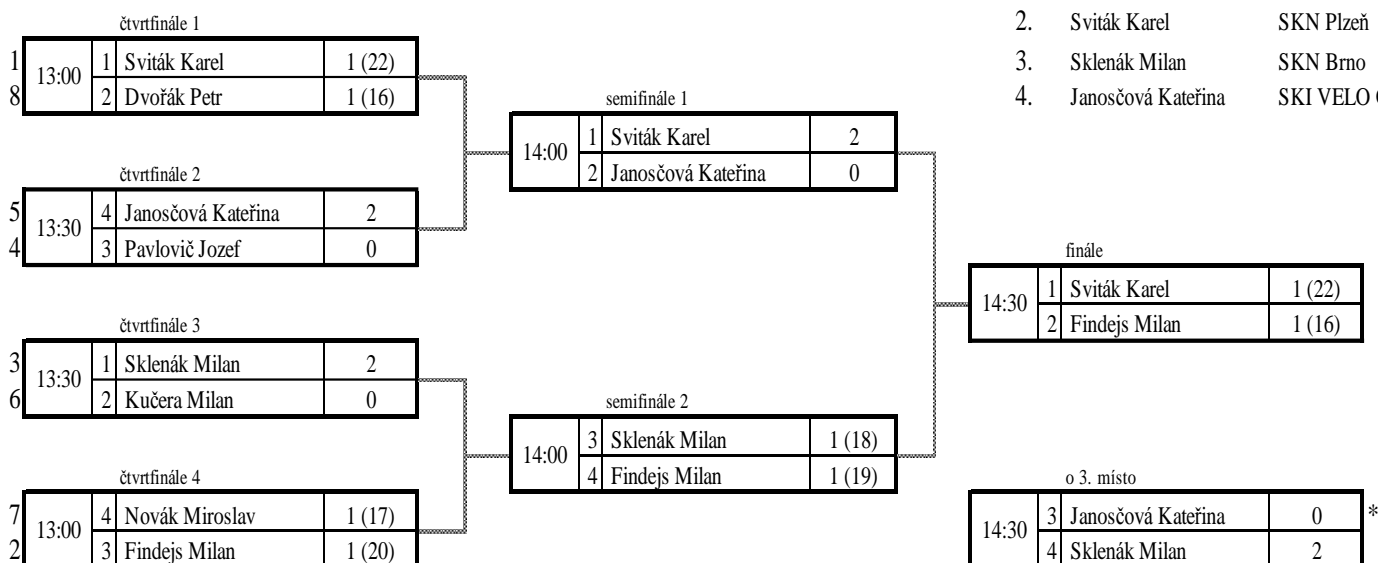 2. Sviták Karel SKN Plzeň
3. Sklenák Milan SKN Brno
4. Janosčová Kateřina SKI VELO
čtvrtfinále 1
1 13:00 1 Sviták Karel 1 (22)
8 2 Dvořák Petr 1 (16)
čtvrtfinále 2
5 13:30 4 Janosčová Kateřina 2
4 3 Pavlovič Jozef 0
čtvrtfinále 3
3 13:30 1 Sklenák Milan 2
6 2 Kučera Milan 0
čtvrtfinále 4
7 13:00 4 Novák Miroslav 1 (17)
2 3 Findejs Milan 1 (20)
semifinále 1
14:00 1 Sviták Karel 2
2 Janosčová Kateřina 0
semifinále 2
14:00 3 Sklenák Milan 1 (18)
4 Findejs Milan 1 (19)
finále
14:30 1 Sviták Karel 1 (22)
2 Findejs Milan 1 (16)
o 3. místo
14:30 3 Janosčová Kateřina 0 *
4 Sklenák Milan 2